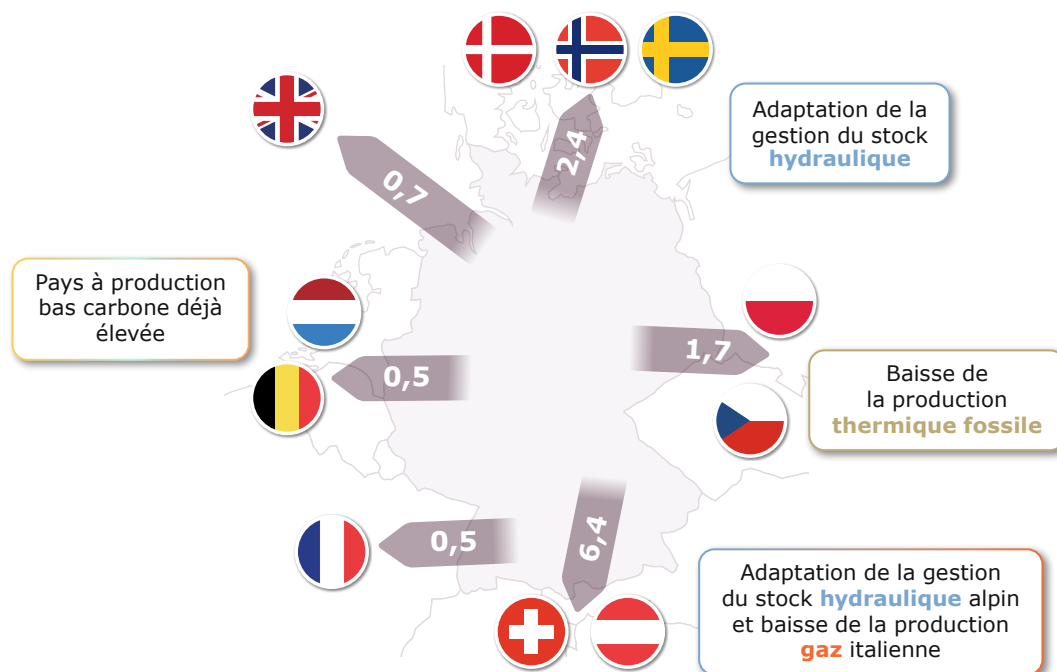 Adaptation de la
gestion du stock
hydraulique
2,4
0,7
Pays à production
bas carbone déjà
élevée
0,5
1,7
Baisse de
la production
thermique fossile
0,5
6,4
Adaptation de la gestion
du stock hydraulique alpin
et baisse de la production
gaz italienne